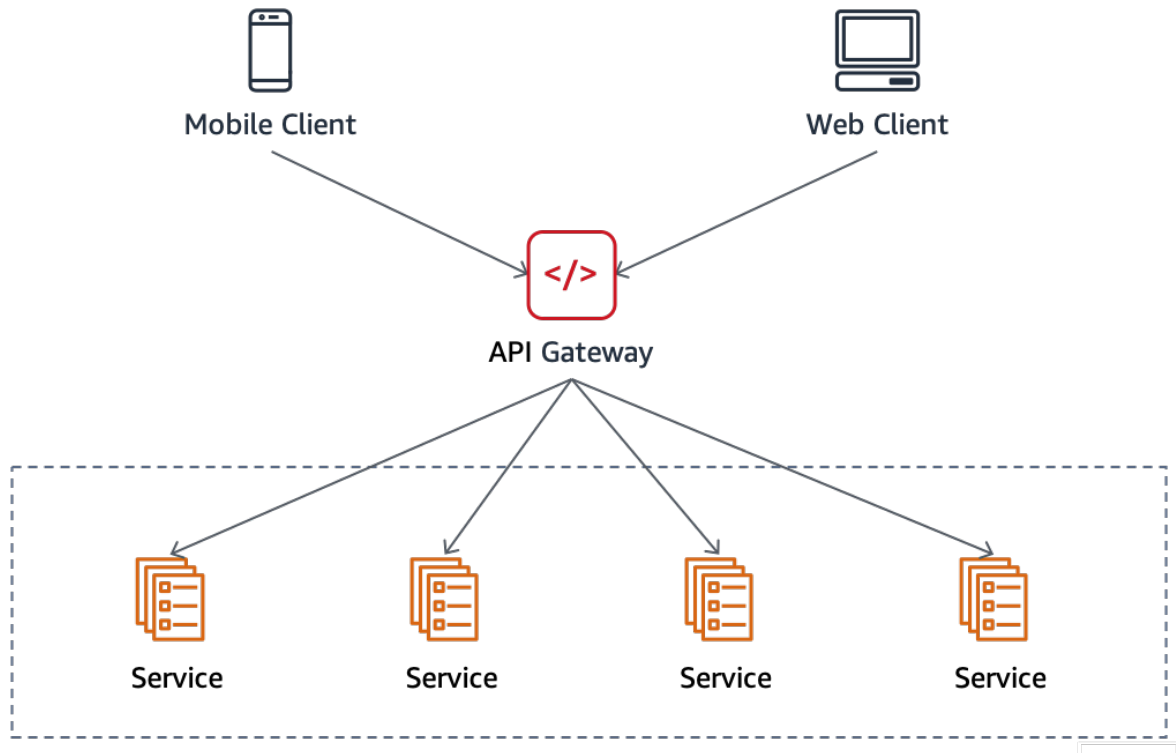 Mobile Client
Web Client
</>
API Gateway
Service
Service
Service
Service